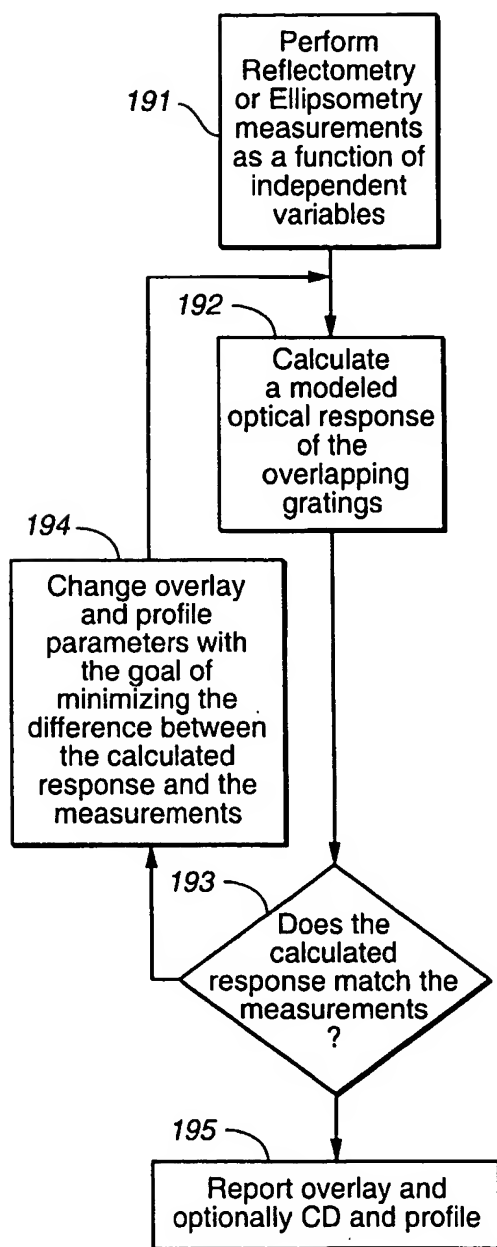 191
Perform
Reflectometry
or Ellipsometry
measurements
as a function of
independent
variables
192
Calculate
a modeled
optical response
of the
overlapping
gratings
194
Change overlay
and profile
parameters with
the goal of
minimizing the
difference between
the calculated
response and the
measurements
193
Does the
calculated
response match the
measurements
?
195
Report overlay and
optionally CD and profile